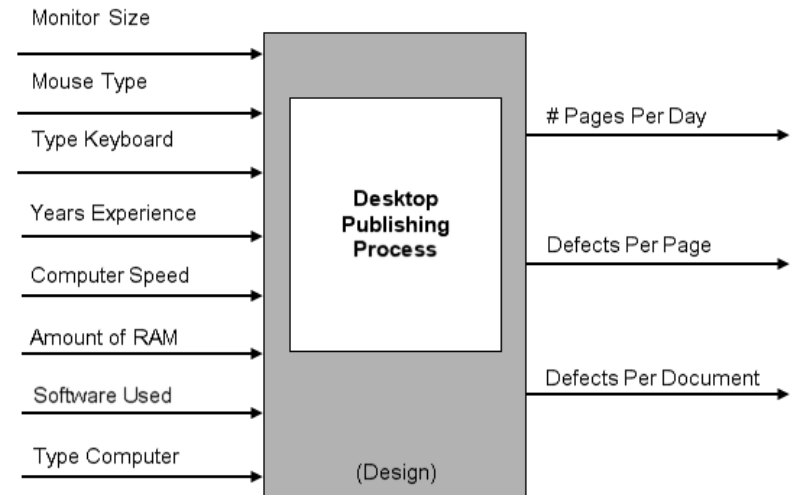 Monitor Size
Mouse Type
Type Keyboard
Years Experience
Computer Speed
Amount of RAM
Software Used
Type Computer
Desktop
Publishing
Process
(Design)
# Pages Per Day
Defects Per Page
Defects Per Document